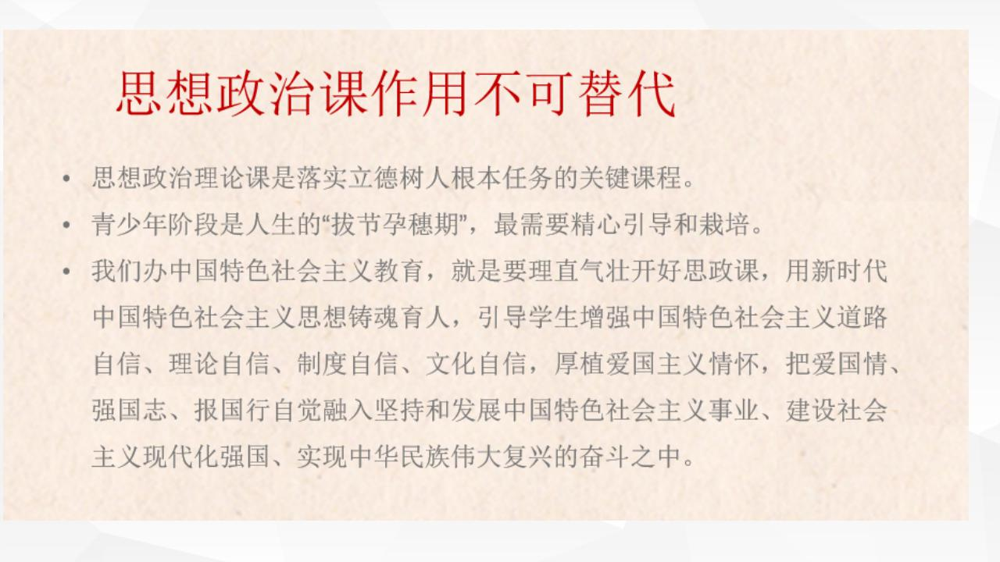 思想政治课作用不可替代
• 思想政治理论课是落实立德树人根本任务的关键课程。
• 青少年阶段是人生的“拔节孕穗期”，最需要精心引导和栽培。
• 我们办中国特色社会主义教育，就是要理直气壮开好思政课，用新时代
中国特色社会主义思想铸魂育人，引导学生增强中国特色社会主义道路
自信、理论自信、制度自信、文化自信，厚植爱国主义情怀，把爱国情、
强国志、报国行自觉融入坚持和发展中国特色社会主义事业、建设社会
主义现代化强国、实现中华民族伟大复兴的奋斗之中。